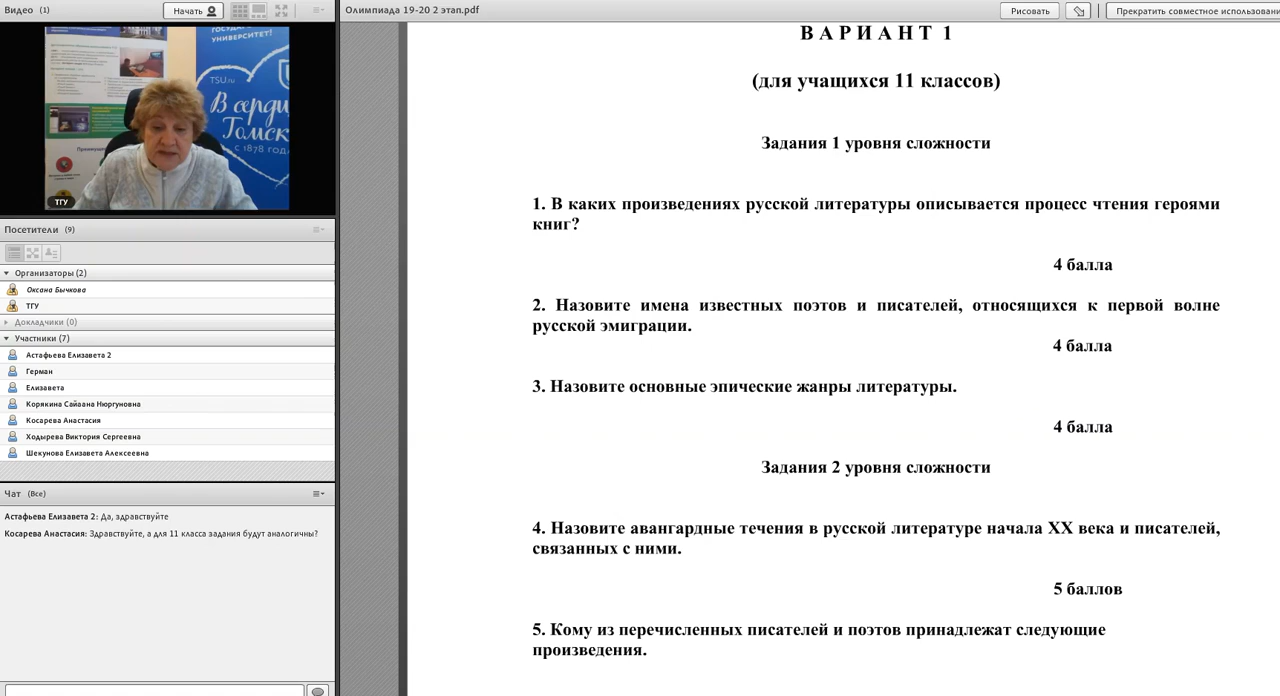 Видео (1)
Начать
ГОСУДА
УНИВЕРСИТЕТ!
TSU.ru
В серди
Томск
С 1878 ГОД
ТГУ
Посетители (9)
Организаторы (2)
Оксана Бычкова
ТГУ
Докладчики (0)
Участники (7)
Астафьева Елизавета 2
Герман
Елизавета
Корякина Сайаана Нюргуновна
Косарева Анастасия
Ходырева Виктория Сергеевна
Шекунова Елизавета Алексеевна
Чат (Все)
Астафьева Елизавета 2: Да, здравствуйте
Косарева Анастасия: Здравствуйте, а для 11 класса задания будут аналогичны?
Олимпиада 19-20 2 этап.pdf
Рисовать
Прекратить совместное использовани
В А Р И А Н Т 1
(для учащихся 11 классов)
Задания 1 уровня сложности
1. В каких произведениях русской литературы описывается процесс чтения героями
книг?
4 балла
2. Назовите имена известных поэтов и писателей, относящихся к первой волне
русской эмиграции.
4 балла
3. Назовите основные эпические жанры литературы.
4 балла
Задания 2 уровня сложности
4. Назовите авангардные течения в русской литературе начала XX века и писателей,
связанных с ними.
5 баллов
5. Кому из перечисленных писателей и поэтов принадлежат следующие
произведения.